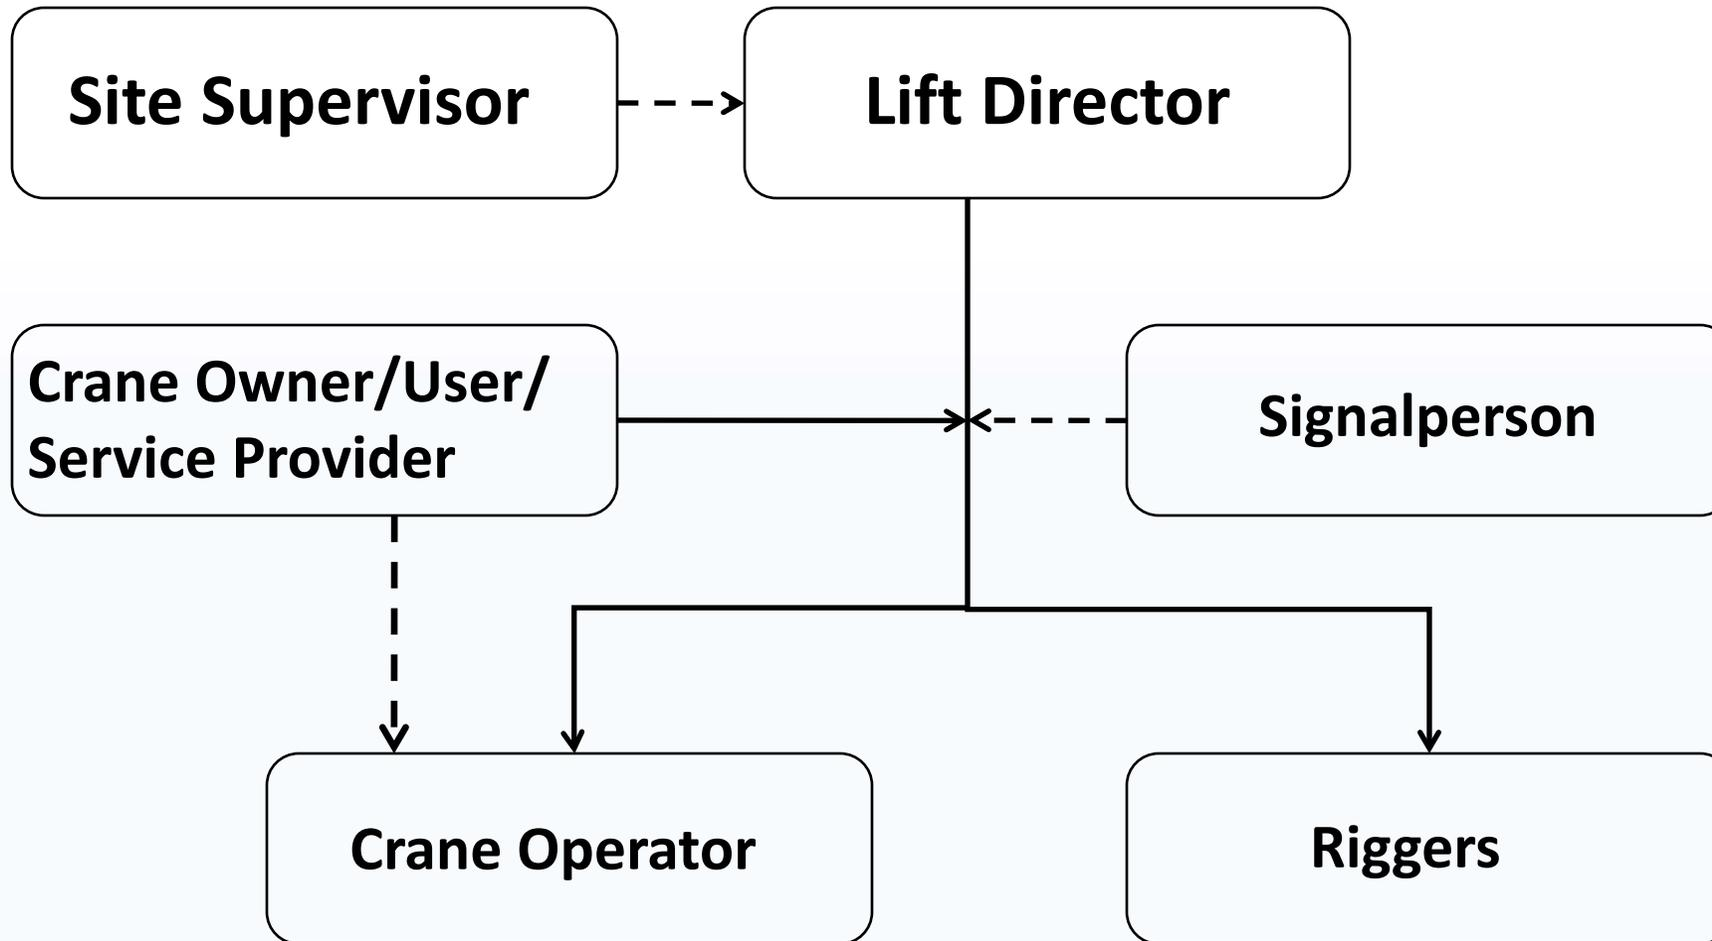 Site Supervisor
Lift Director
Crane Owner/User/
Service Provider
Signalperson
Crane Operator
Riggers